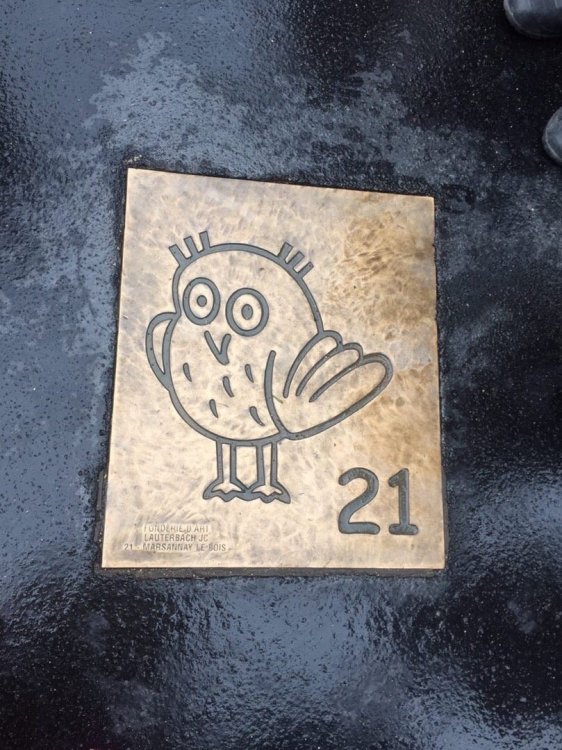 21
FONDERIE D'ART
LAUTERBACH JC
21 - MARSANNAY LE BOIS